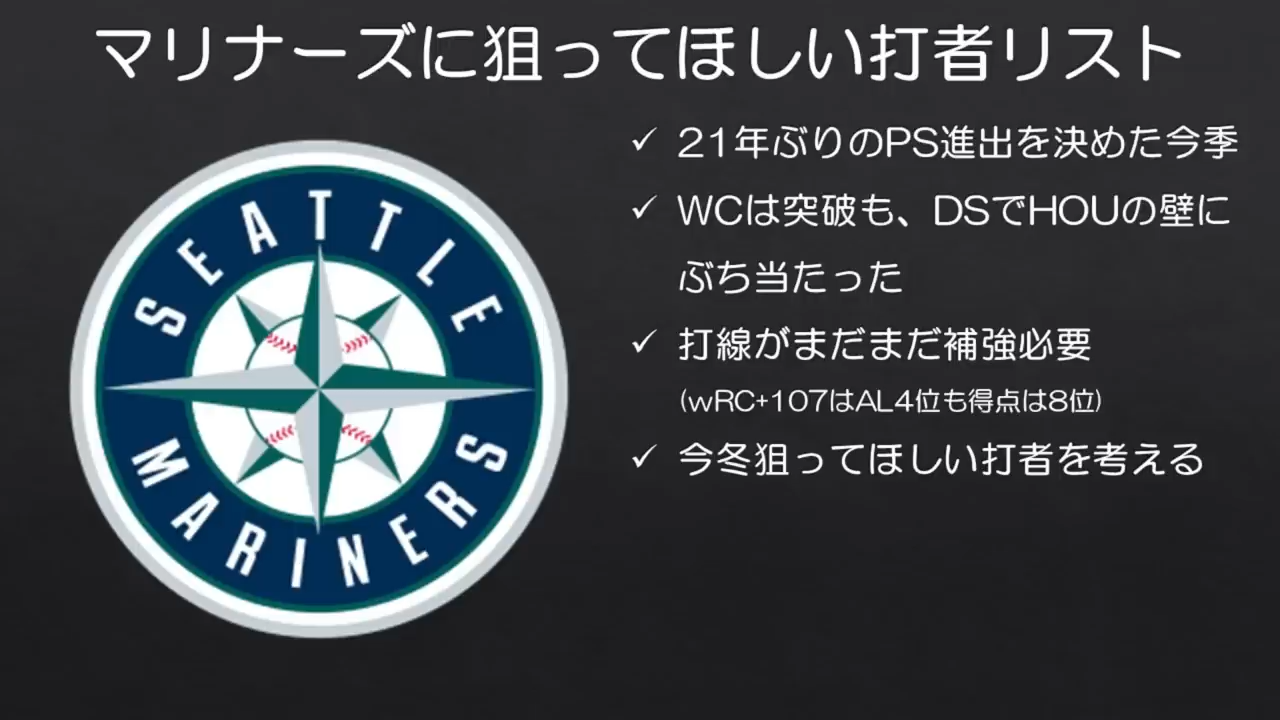 マリナーズに狙ってほしい打者リスト
SEATTLE
MARINERS
✓ 21年ぶりのPS進出を決めた今季
✓ WCは突破も、DSでHOUの壁に
ぶち当たった
✓ 打線がまだまだ補強必要
(wRC+107はAL4位も得点は8位)
✓ 今冬狙ってほしい打者を考える